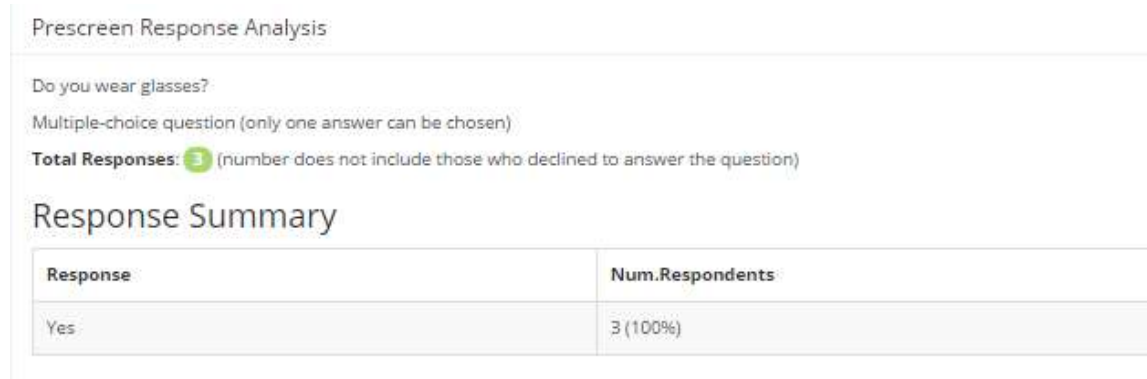 Prescreen Response Analysis
Do you wear glasses?
Multiple-choice question (only one answer can be chosen)
Total Responses: 3 (number does not include those who declined to answer the question)
Response Summary
Response Num.Respondents
Yes 3 (100%)